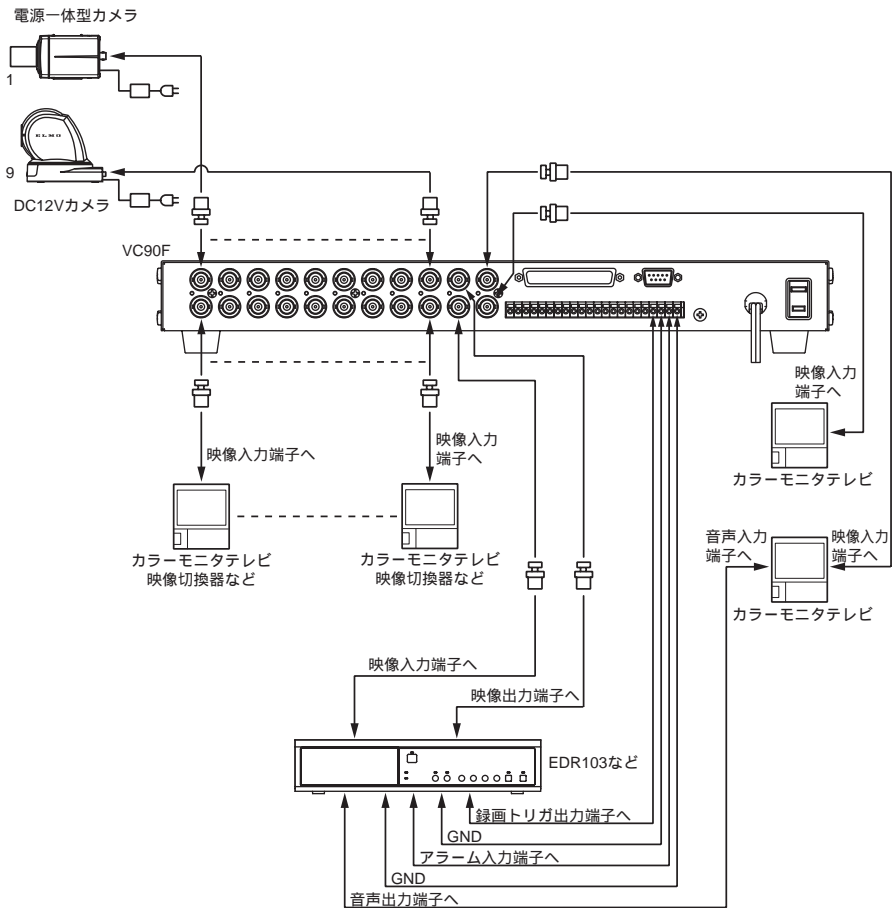 電源一体型カメラ
1
ELMO
9
DC12Vカメラ
VC90F
映像入力
端子へ
カラーモニタテレビ
映像入力端子へ
映像入力
端子へ
カラーモニタテレビ
映像切換器など
カラーモニタテレビ
映像切換器など
音声入力
端子へ
映像入力
端子へ
カラーモニタテレビ
映像入力端子へ
映像出力端子へ
EDR103など
録画トリガ出力端子へ
GND
アラーム入力端子へ
GND
音声出力端子へ